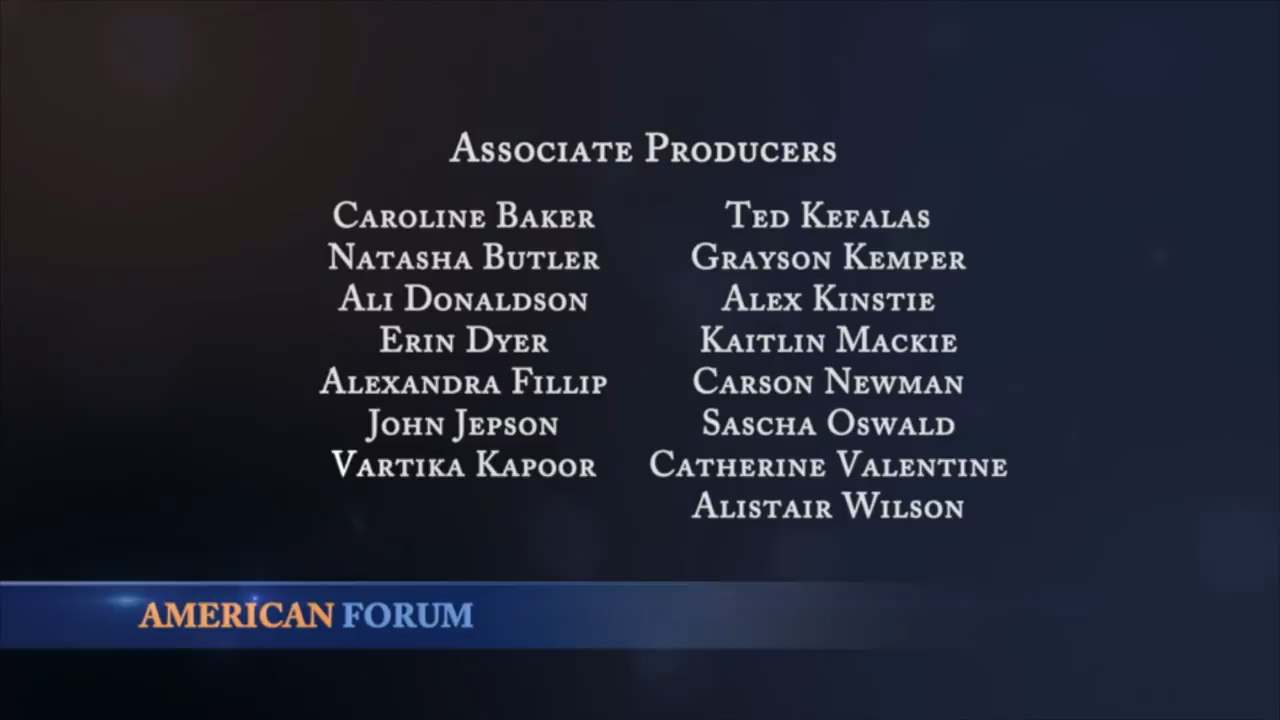 Associate Producers
Caroline Baker
Natasha Butler
Ali Donaldson
Erin Dyer
Alexandra Fillip
John Jepson
Vartika Kapoor
Ted Kefalas
Grayson Kemper
Alex Kinstie
Kaitlin Mackie
Carson Newman
Sascha Oswald
Catherine Valentine
Alistair Wilson
AMERICAN FORUM